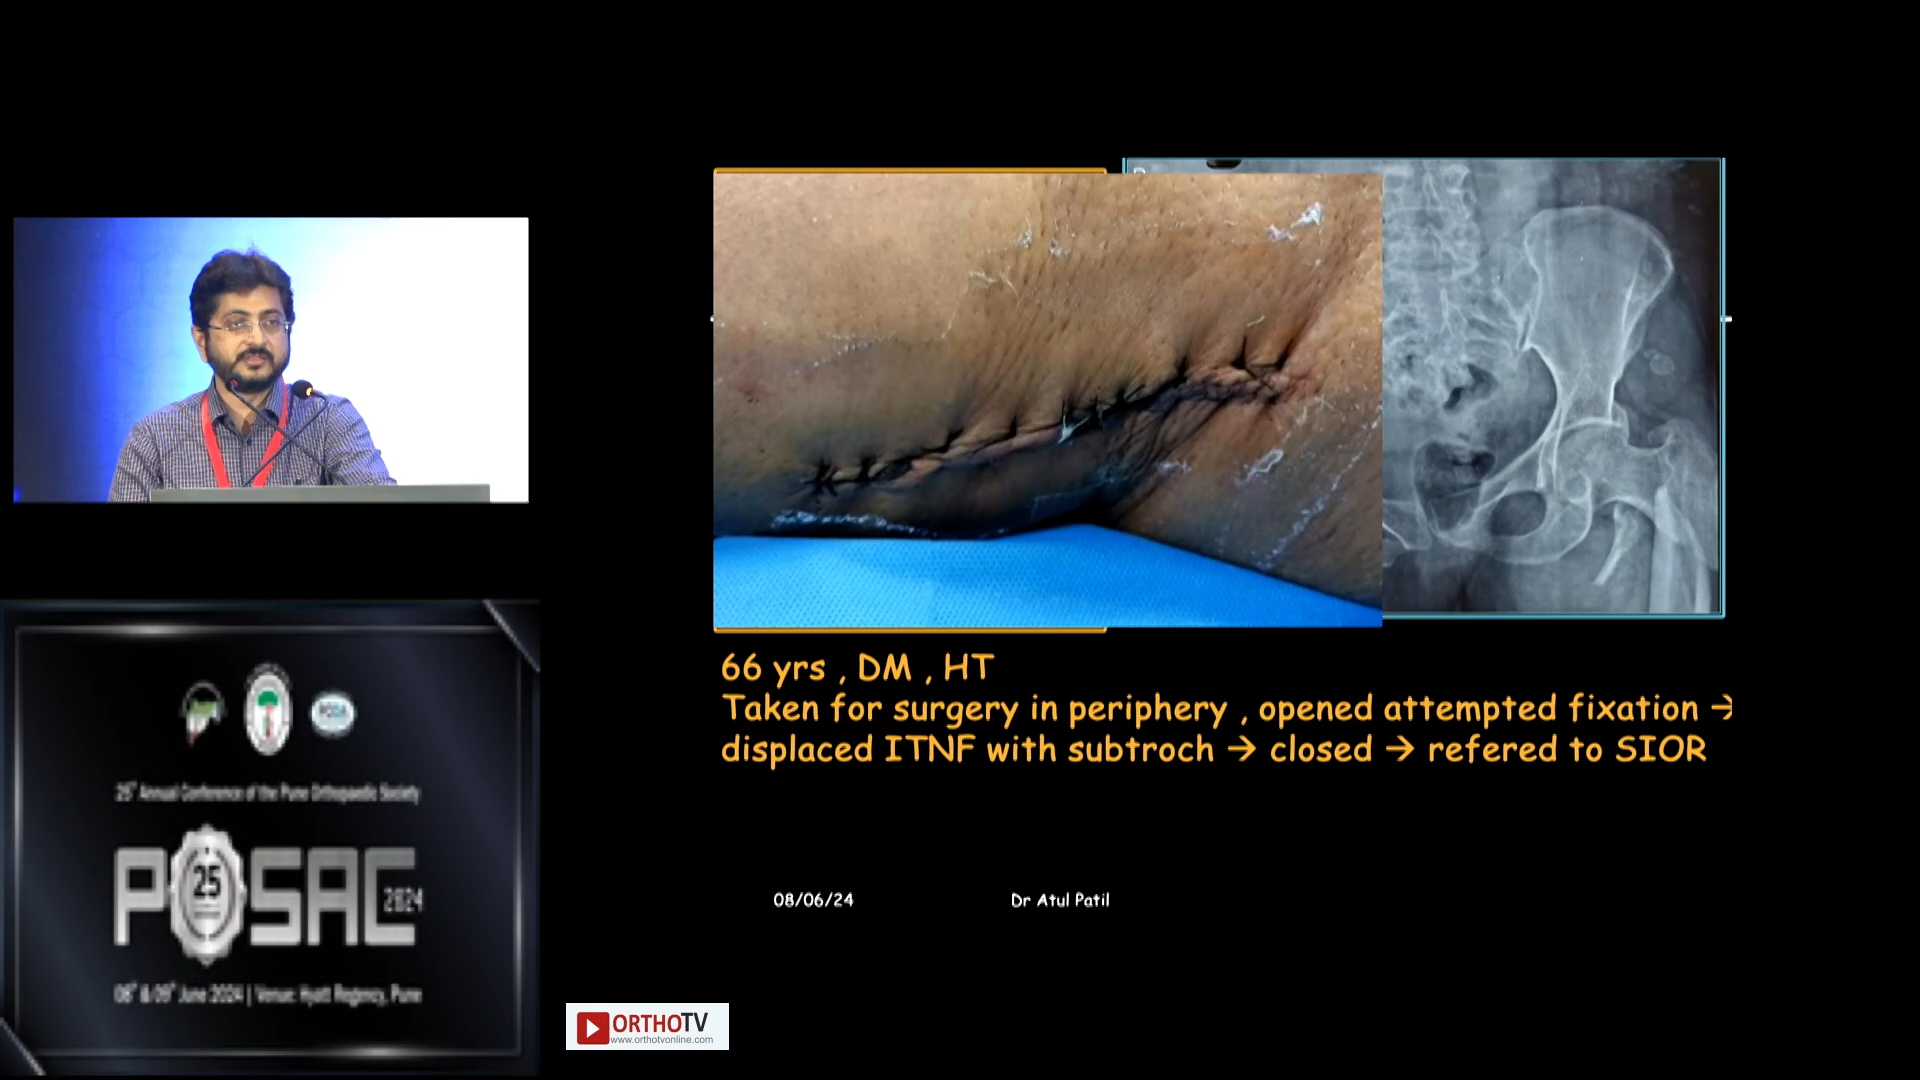 66 yrs , DM , HT
Taken for surgery in periphery , opened attempted fixation →
displaced ITNF with subtroch → closed → refered to SIOR
08/06/24
Dr Atul Patil
25th Annual Conference of the Pune Orthopaedic Society
POSAC
25
2024
08th & 09th June 2024 | Venue: Hyatt Regency, Pune
ORTHOTV
www.orthotvonline.com